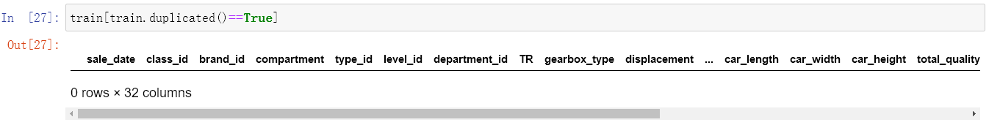 In [27]: train[train.duplicated()==True]
Out[27]:
sale_date class_id brand_id compartment type_id level_id department_id TR gearbox_type displacement ... car_length car_width car_height total_quality
0 rows × 32 columns